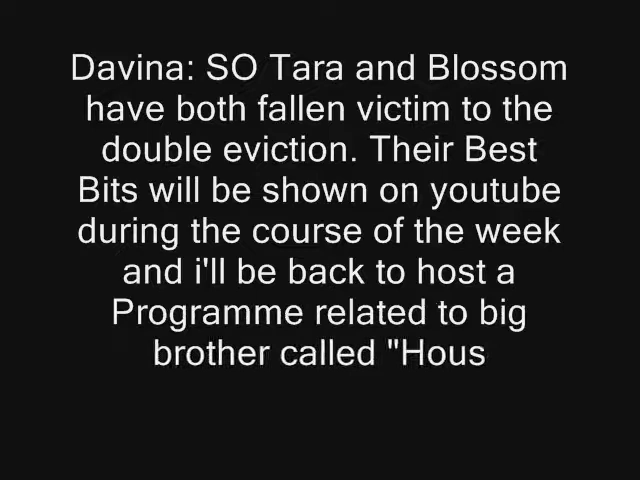 Davina: SO Tara and Blossom
have both fallen victim to the
double eviction. Their Best
Bits will be shown on youtube
during the course of the week
and i'll be back to host a
Programme related to big
brother called "Hous